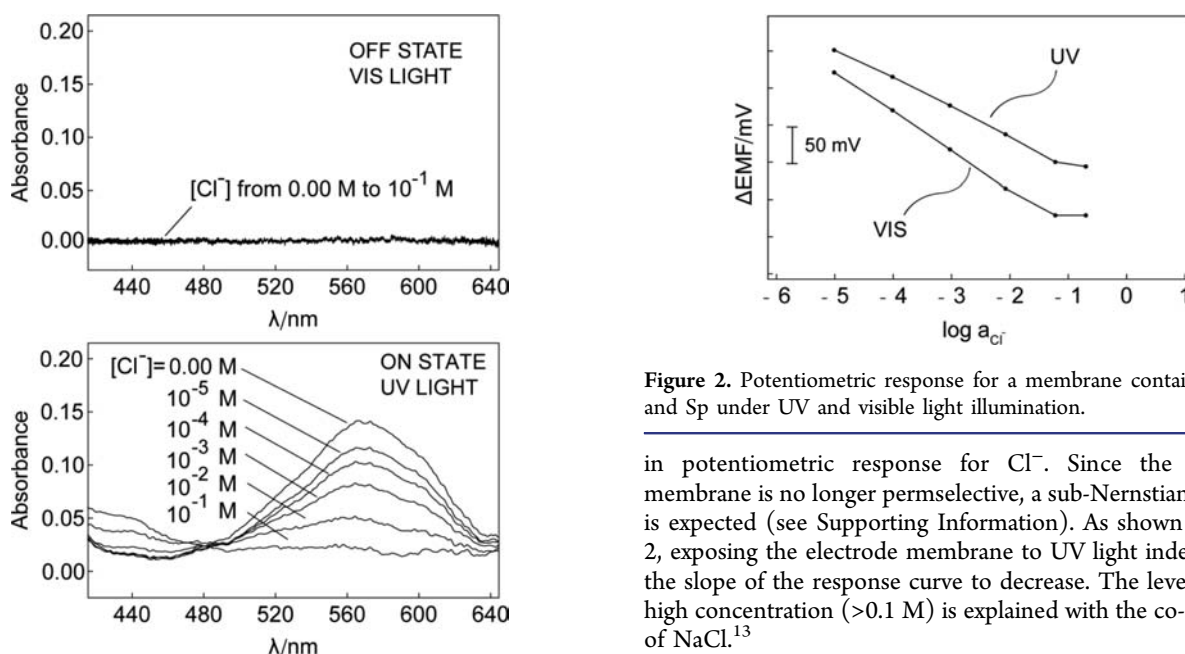 0.20
0.15
0.10
0.05
0.00
Absorbance
OFF STATE
VIS LIGHT
[Cl⁻] from 0.00 M to 10⁻¹ M
440 480 520 560 600 640
λ/nm
0.20
0.15
0.10
0.05
0.00
Absorbance
ON STATE
UV LIGHT
[Cl⁻]= 0.00 M
10⁻⁵ M
10⁻⁴ M
10⁻³ M
10⁻² M
10⁻¹ M
440 480 520 560 600 640
λ/nm
ΔEMF/mV
50 mV
UV
VIS
- 6 - 5 - 4 - 3 - 2 - 1 0 1
log a_Cl⁻
Figure 2. Potentiometric response for a membrane contai
and Sp under UV and visible light illumination.
in potentiometric response for Cl⁻. Since the
membrane is no longer permselective, a sub-Nernstian
is expected (see Supporting Information). As shown
2, exposing the electrode membrane to UV light inde
the slope of the response curve to decrease. The leve
high concentration (>0.1 M) is explained with the co-
of NaCl.¹³